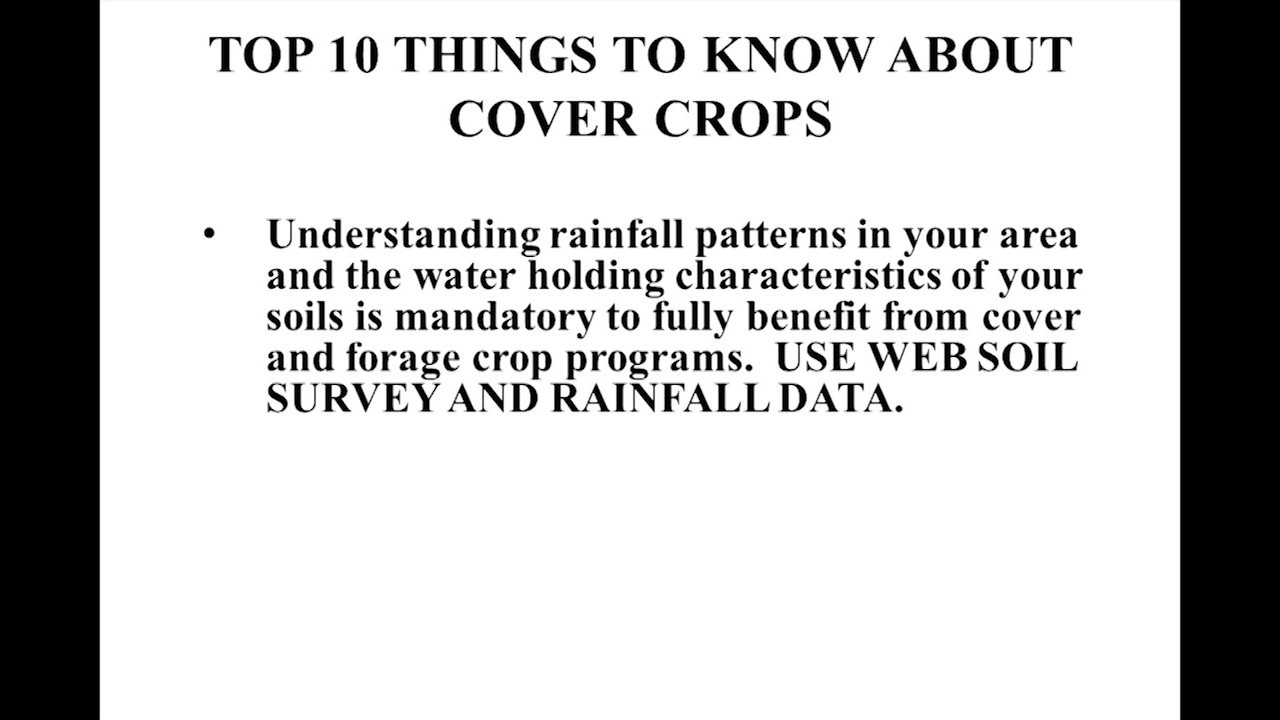 TOP 10 THINGS TO KNOW ABOUT
COVER CROPS
• Understanding rainfall patterns in your area
and the water holding characteristics of your
soils is mandatory to fully benefit from cover
and forage crop programs.  USE WEB SOIL
SURVEY AND RAINFALL DATA.